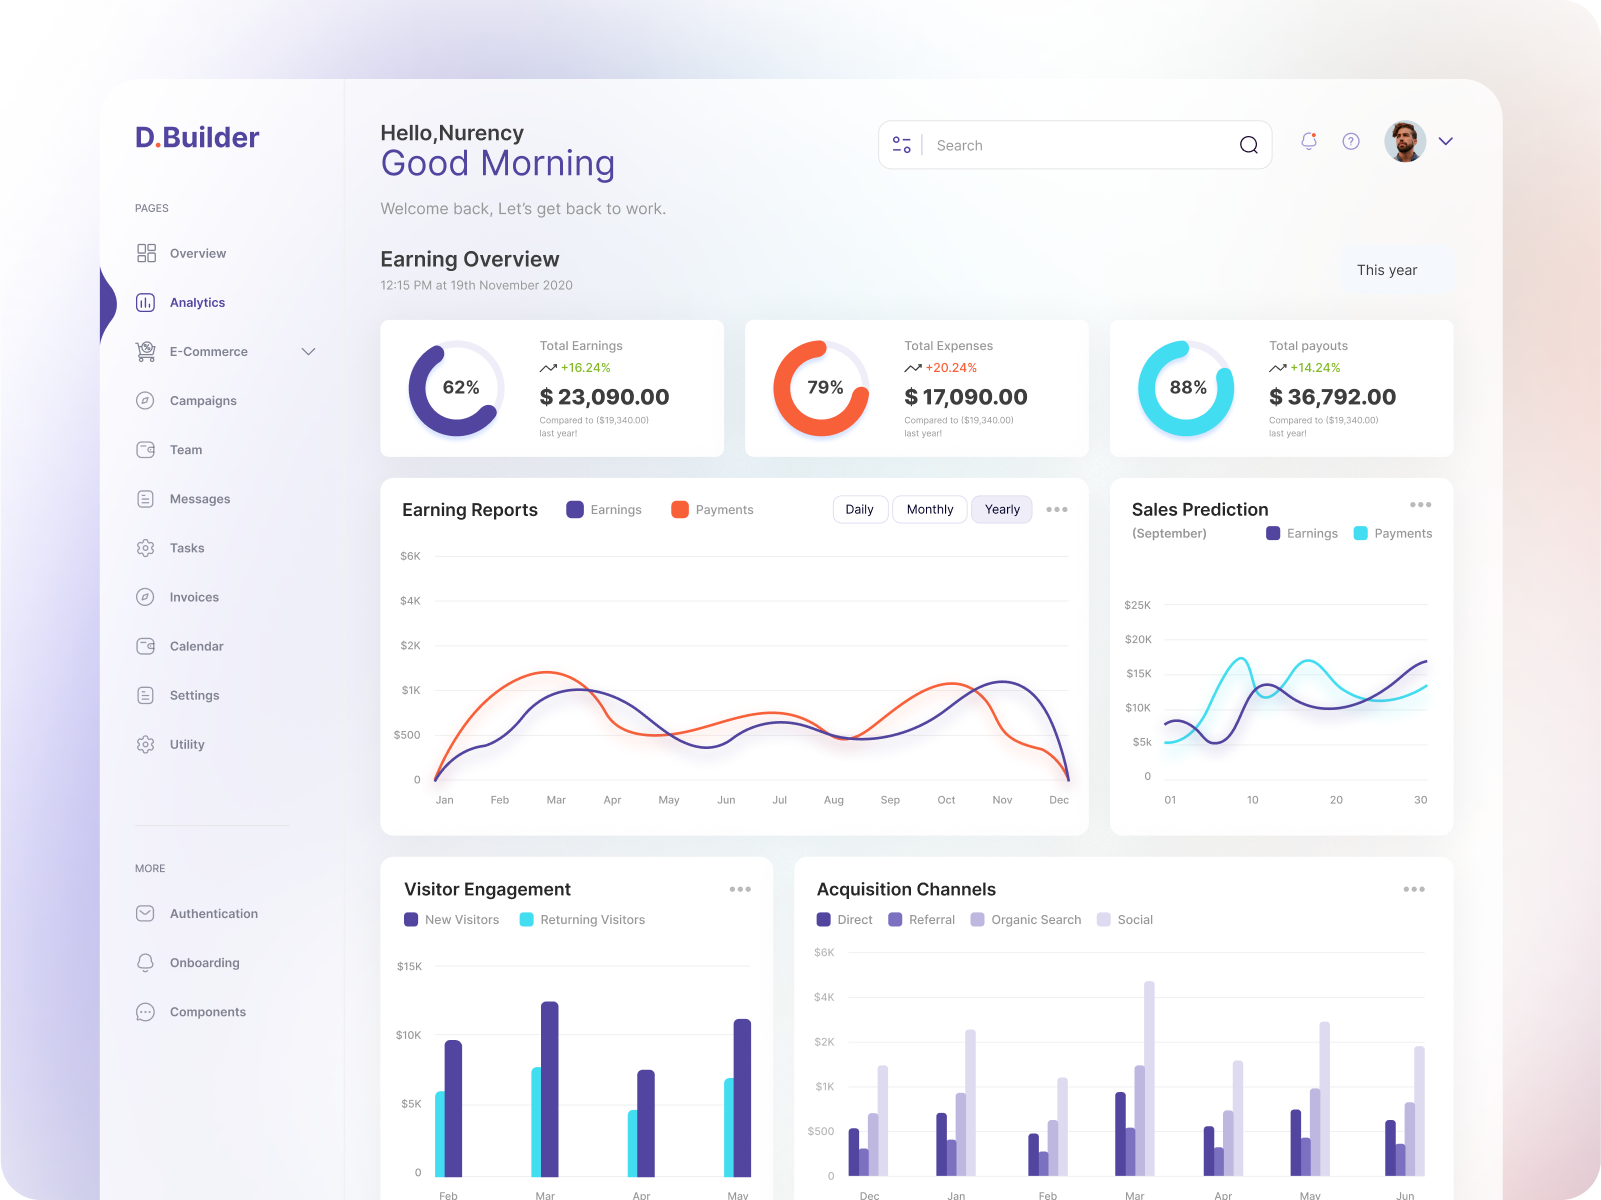 D.Builder
PAGES
Overview
Analytics
E-Commerce
Campaigns
Team
Messages
Tasks
Invoices
Calendar
Settings
Utility
MORE
Authentication
Onboarding
Components
Hello,Nurency
Good Morning
Welcome back, Let's get back to work.
Search
Earning Overview
12:15 PM at 19th November 2020
This year
62%
Total Earnings
+16.24%
$ 23,090.00
Compared to ($19,340.00)
last year!
79%
Total Expenses
+20.24%
$ 17,090.00
Compared to ($19,340.00)
last year!
88%
Total payouts
+14.24%
$ 36,792.00
Compared to ($19,340.00)
last year!
Earning Reports
Earnings
Payments
Daily
Monthly
Yearly
$6K
$4K
$2K
$1K
$500
0
Jan Feb Mar Apr May Jun Jul Aug Sep Oct Nov Dec
Sales Prediction
(September)
Earnings
Payments
$25K
$20K
$15K
$10K
$5k
0
01 10 20 30
Visitor Engagement
New Visitors
Returning Visitors
$15K
$10K
$5K
0
Feb Mar Apr May
Acquisition Channels
Direct
Referral
Organic Search
Social
$6K
$4K
$2K
$1K
$500
0
Dec Jan Feb Mar Apr May Jun